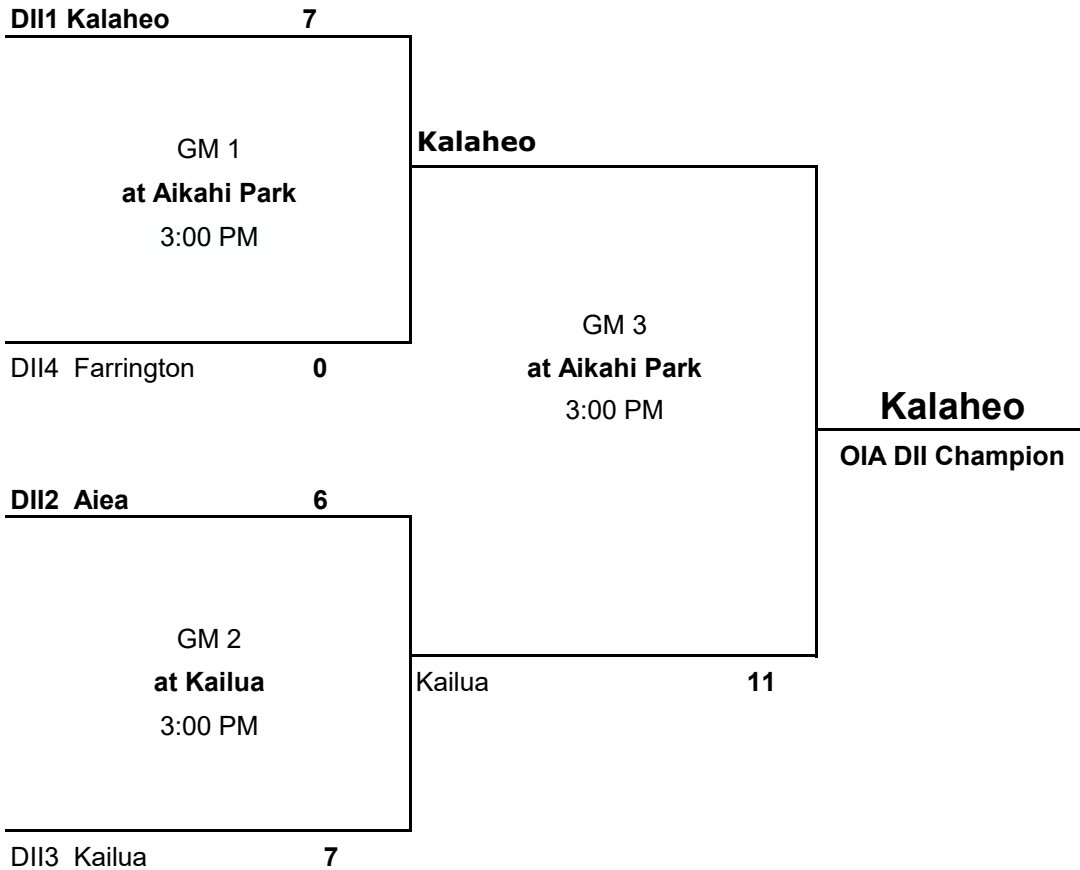 DII1 Kalaheo 7
GM 1
at Aikahi Park
3:00 PM
DII4 Farrington 0
DII2 Aiea 6
GM 2
at Kailua
3:00 PM
DII3 Kailua 7
Kalaheo
GM 3
at Aikahi Park
3:00 PM
Kailua 11
Kalaheo
OIA DII Champion